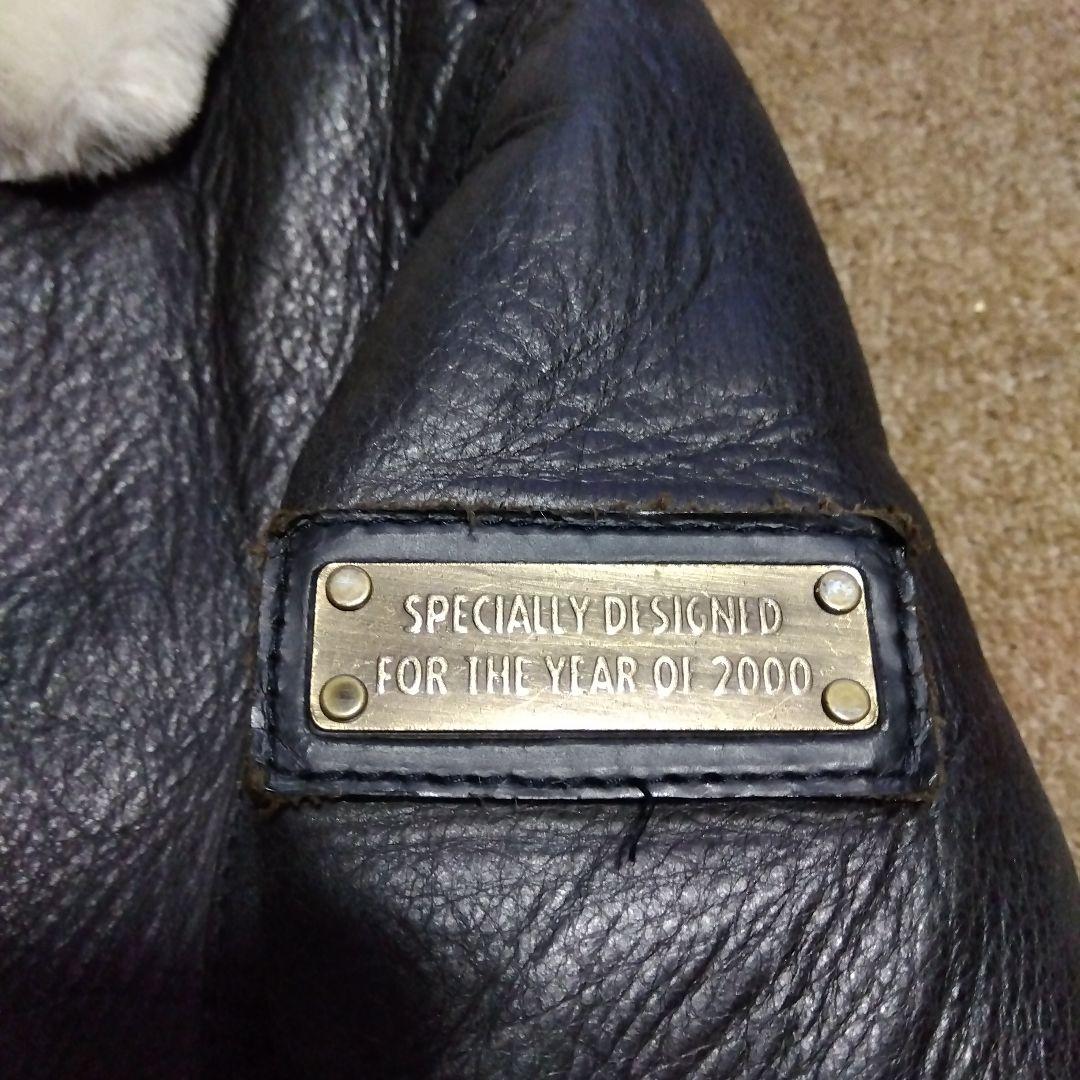 SPECIALLY DESIGNED
FOR THE YEAR OF 2000